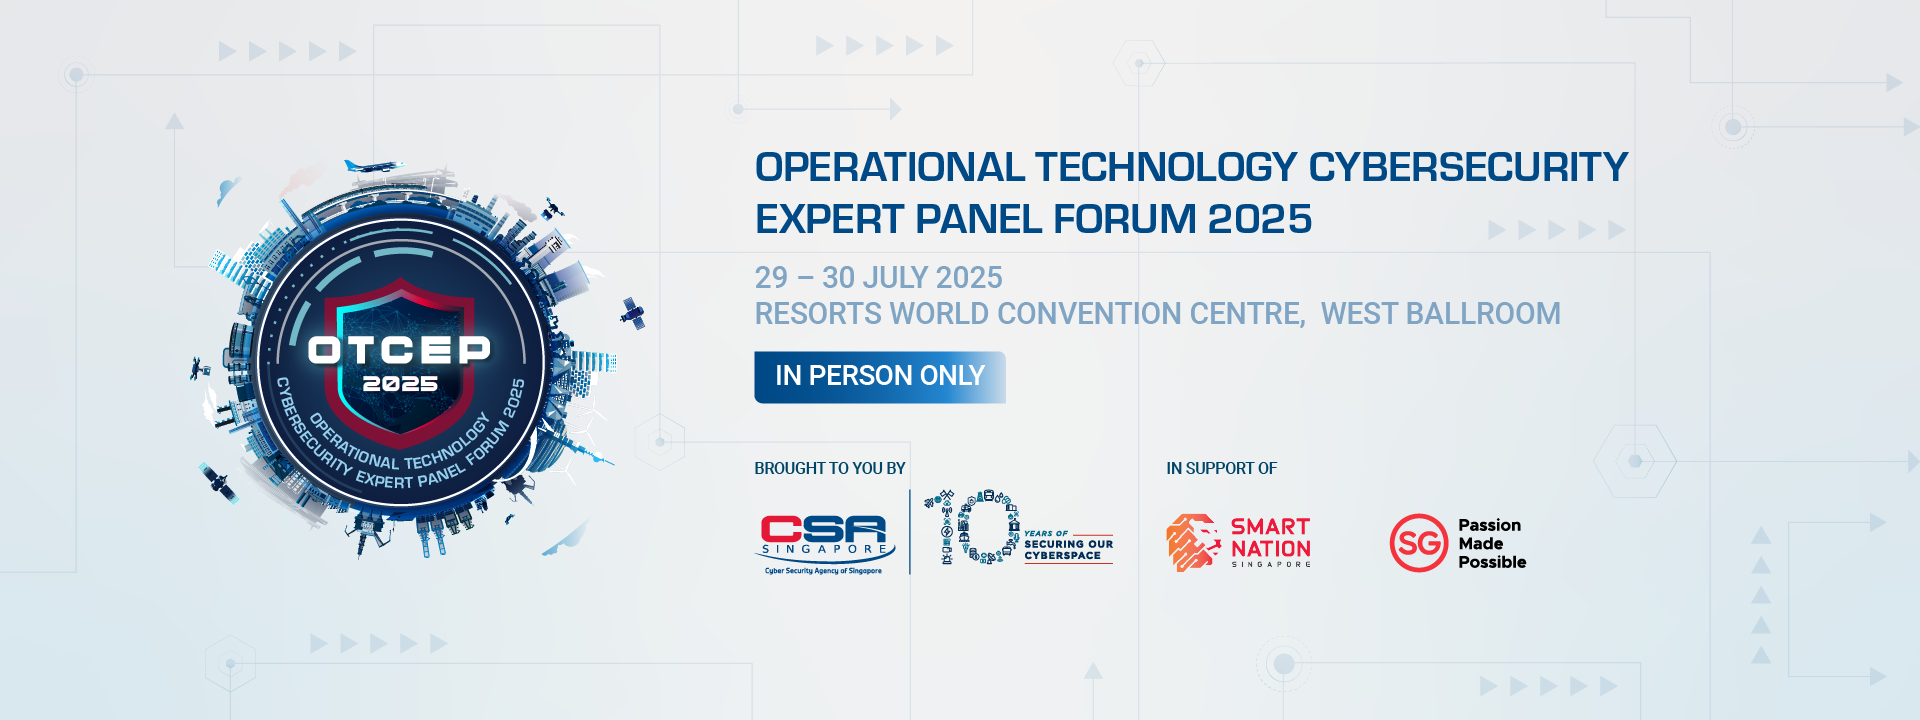 OPERATIONAL TECHNOLOGY CYBERSECURITY
EXPERT PANEL FORUM 2025
29 – 30 JULY 2025
RESORTS WORLD CONVENTION CENTRE, WEST BALLROOM
IN PERSON ONLY
OTCEP
2025
OPERATIONAL TECHNOLOGY
CYBERSECURITY EXPERT PANEL FORUM 2025
BROUGHT TO YOU BY
CSA
SINGAPORE
Cyber Security Agency of Singapore
10
YEARS OF
SECURING OUR
CYBERSPACE
IN SUPPORT OF
SMART
NATION
SINGAPORE
SG
Passion
Made
Possible